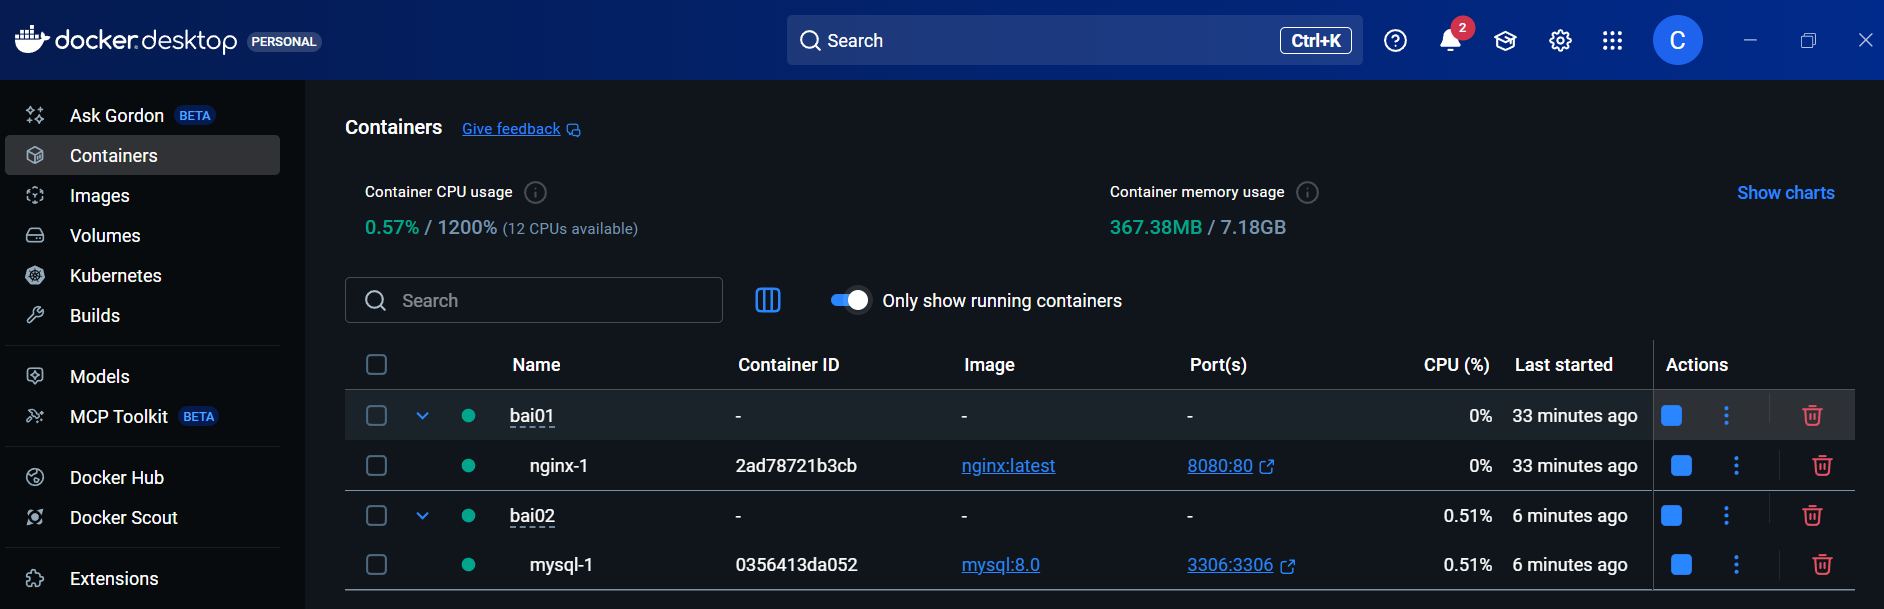 docker.desktop PERSONAL Search Ctrl+K 2 C
Ask Gordon BETA
Containers
Images
Volumes
Kubernetes
Builds
Models
MCP Toolkit BETA
Docker Hub
Docker Scout
Extensions
Containers Give feedback
Container CPU usage
0.57% / 1200% (12 CPUs available)
Container memory usage
367.38MB / 7.18GB
Show charts
Search Only show running containers
Name Container ID Image Port(s) CPU (%) Last started Actions
bai01 - - - 0% 33 minutes ago
nginx-1 2ad78721b3cb nginx:latest 8080:80 0% 33 minutes ago
bai02 - - - 0.51% 6 minutes ago
mysql-1 0356413da052 mysql:8.0 3306:3306 0.51% 6 minutes ago